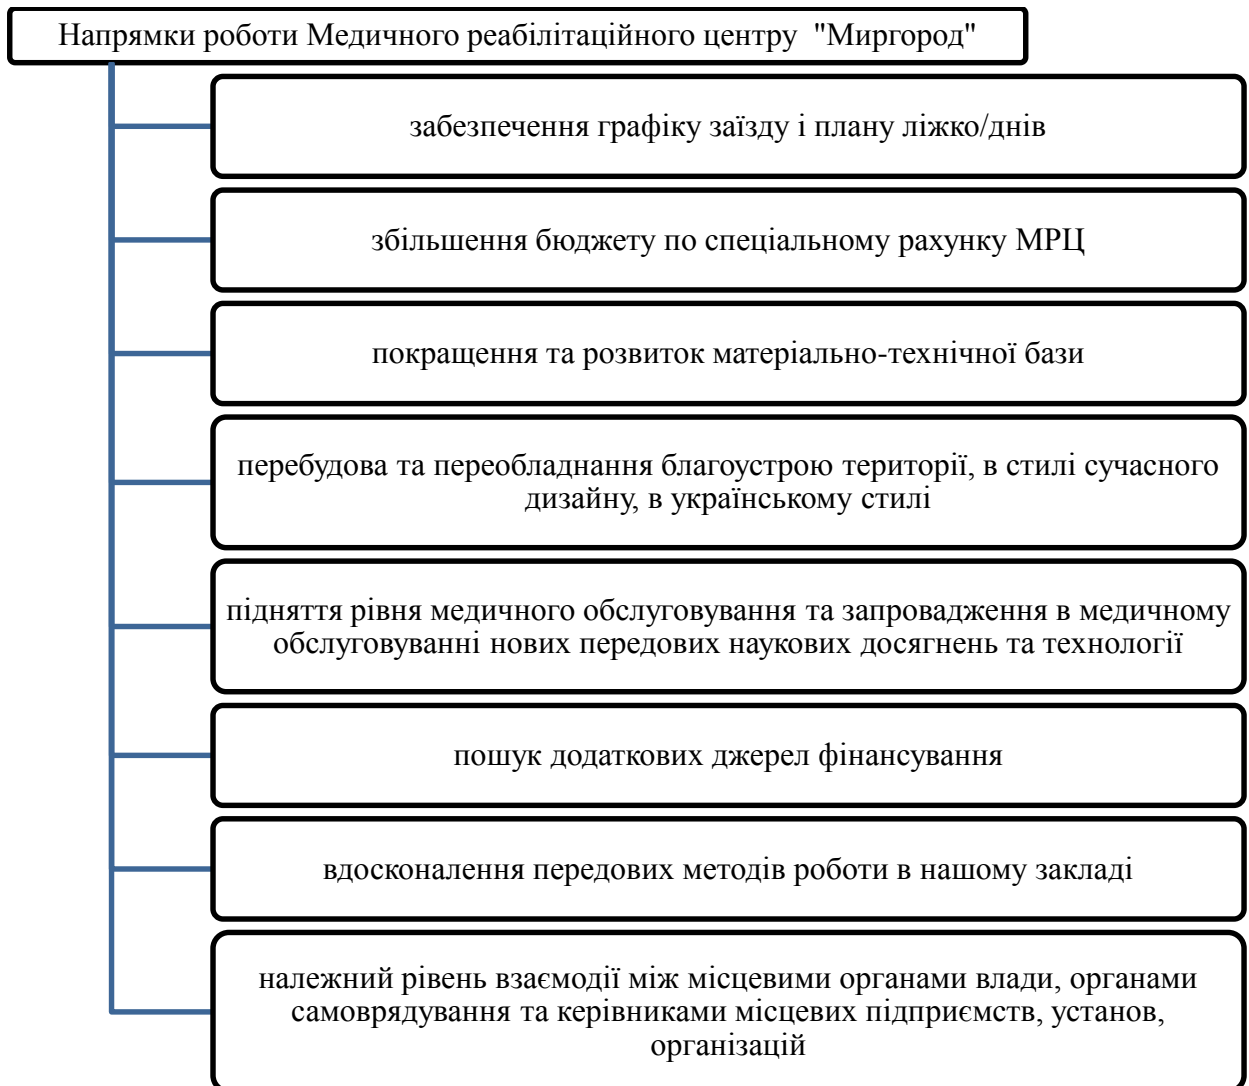 Напрямки роботи Медичного реабілітаційного центру "Миргород"
забезпечення графіку заїзду і плану ліжко/днів
збільшення бюджету по спеціальному рахунку МРЦ
покращення та розвиток матеріально-технічної бази
перебудова та переобладнання благоустрою території, в стилі сучасного
дизайну, в українському стилі
підняття рівня медичного обслуговування та запровадження в медичному
обслуговуванні нових передових наукових досягнень та технології
пошук додаткових джерел фінансування
вдосконалення передових методів роботи в нашому закладі
належний рівень взаємодії між місцевими органами влади, органами
самоврядування та керівниками місцевих підприємств, установ,
організацій